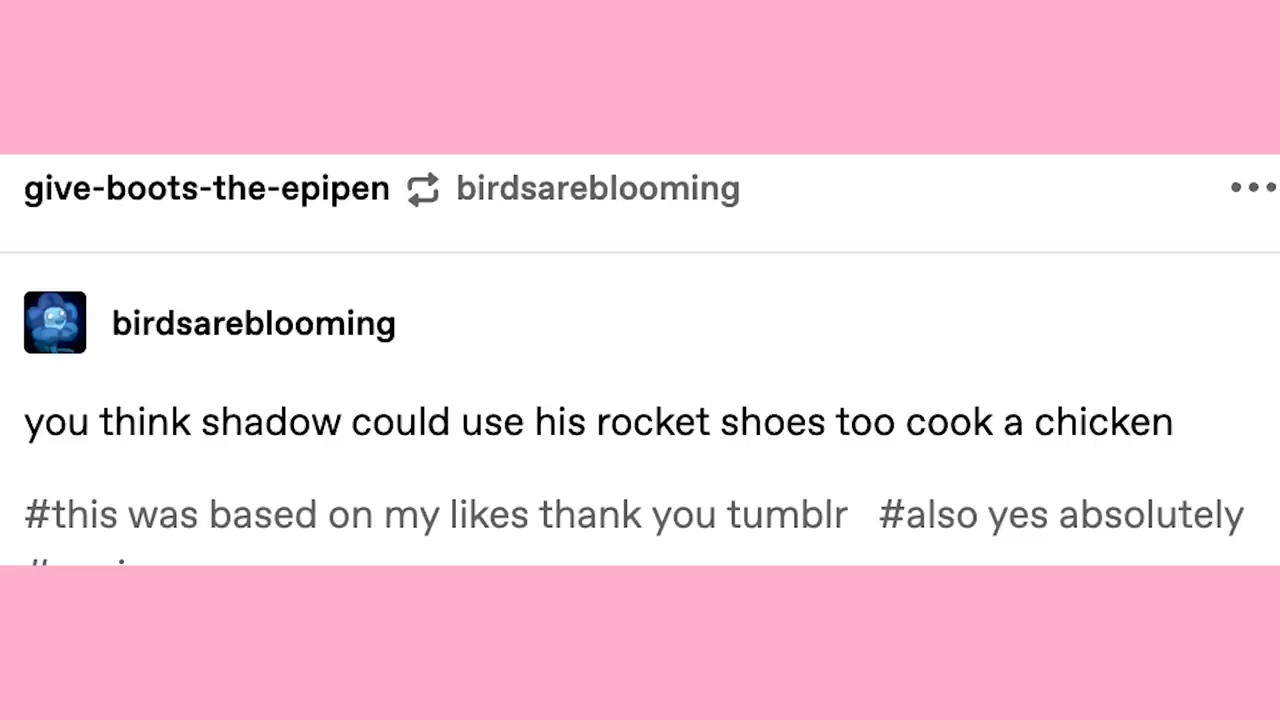 give-boots-the-epipen birdsareblooming
birdsareblooming
you think shadow could use his rocket shoes too cook a chicken
#this was based on my likes thank you tumblr #also yes absolutely